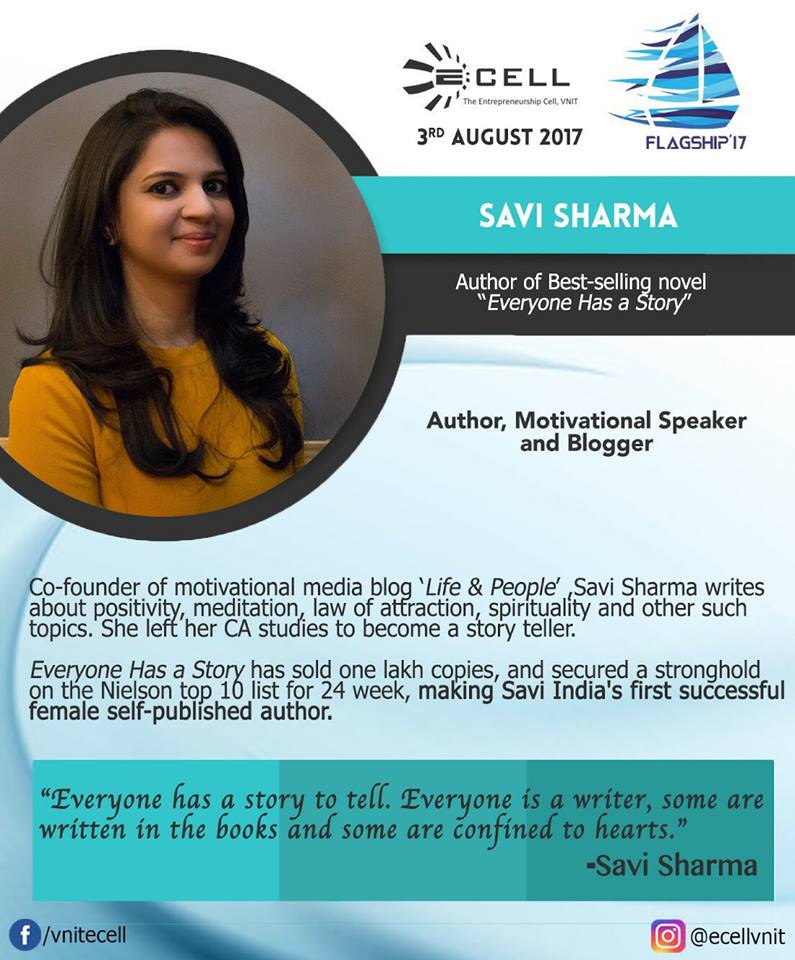 E CELL
The Entrepreneurship Cell, VNIT
3RD AUGUST 2017
FLAGSHIP'17
SAVI SHARMA
Author of Best-selling novel
“Everyone Has a Story”
Author, Motivational Speaker
and Blogger
Co-founder of motivational media blog ‘Life & People’ ,Savi Sharma writes
about positivity, meditation, law of attraction, spirituality and other such
topics. She left her CA studies to become a story teller.
Everyone Has a Story has sold one lakh copies, and secured a stronghold
on the Nielson top 10 list for 24 week, making Savi India's first successful
female self-published author.
“Everyone has a story to tell. Everyone is a writer, some are
written in the books and some are confined to hearts.”
-Savi Sharma
/vnitecell
@ecellvnit